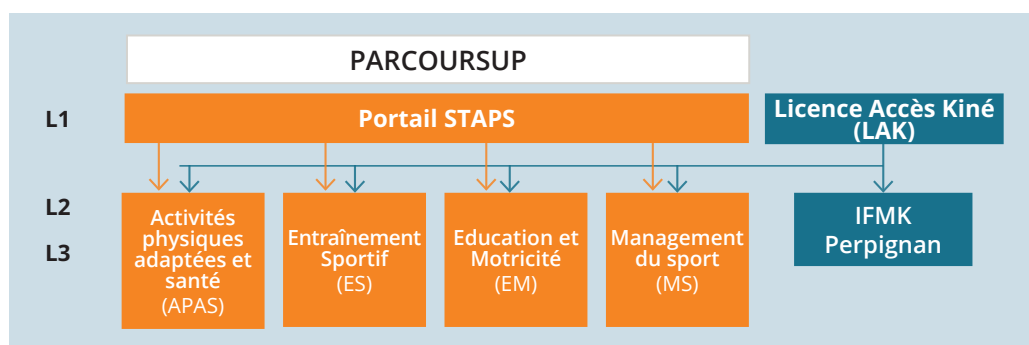 PARCOURSUP
L1
Portail STAPS
Licence Accès Kiné
(LAK)
L2
L3
Activités
physiques
adaptées et
santé
(APAS)
Entraînement
Sportif
(ES)
Education et
Motricité
(EM)
Management
du sport
(MS)
IFMK
Perpignan